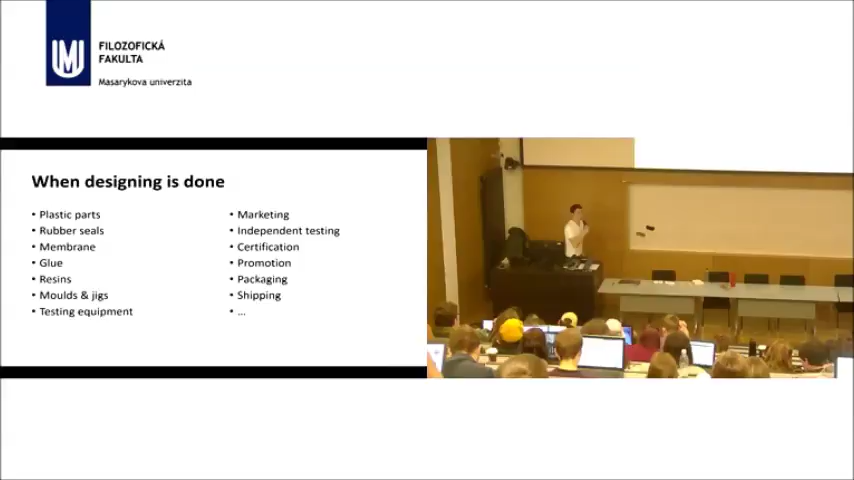 FILOZOFICKÁ
FAKULTA
Masarykova univerzita
When designing is done
• Plastic parts
• Rubber seals
• Membrane
• Glue
• Resins
• Moulds & jigs
• Testing equipment
• Marketing
• Independent testing
• Certification
• Promotion
• Packaging
• Shipping
• ...